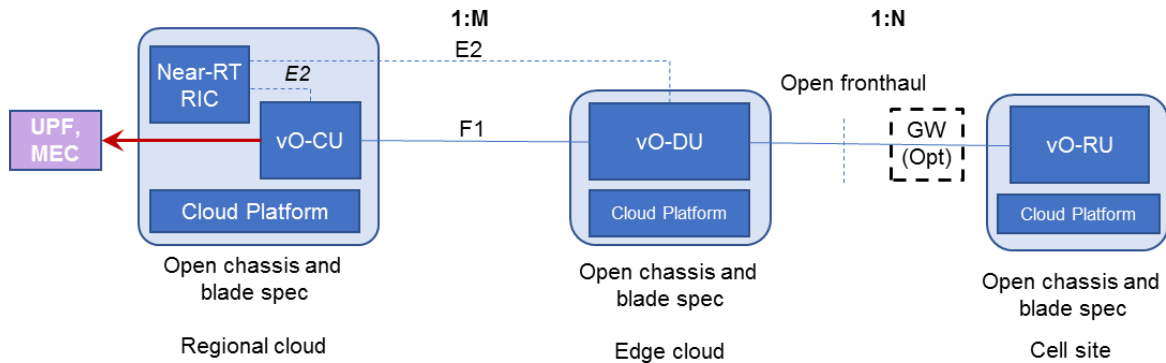 1:M
1:N
Near-RT
RIC
E2
E2
Open fronthaul
UPF,
MEC
vO-CU
F1
vO-DU
GW
(Opt)
vO-RU
Cloud Platform
Cloud Platform
Cloud Platform
Open chassis and
blade spec
Open chassis and
blade spec
Open chassis and
blade spec
Regional cloud
Edge cloud
Cell site